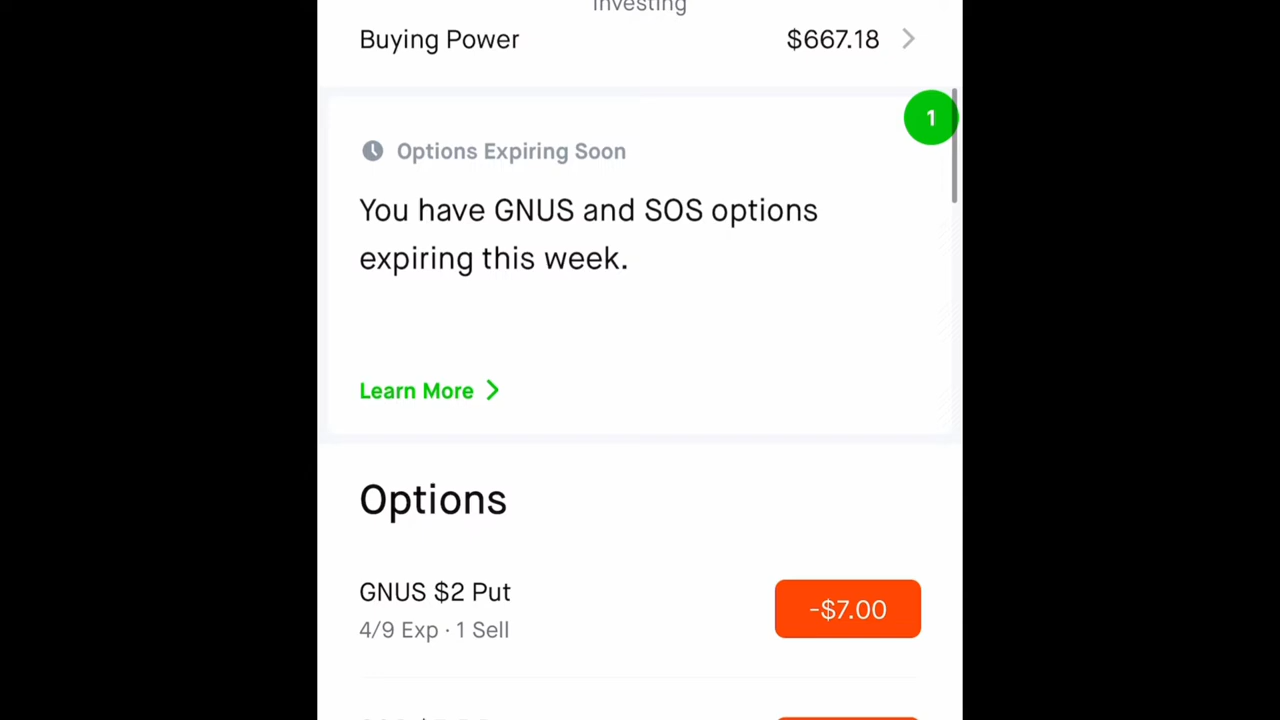 Investing
Buying Power $667.18
1
Options Expiring Soon
You have GNUS and SOS options
expiring this week.
Learn More
Options
GNUS $2 Put
-$7.00
4/9 Exp · 1 Sell